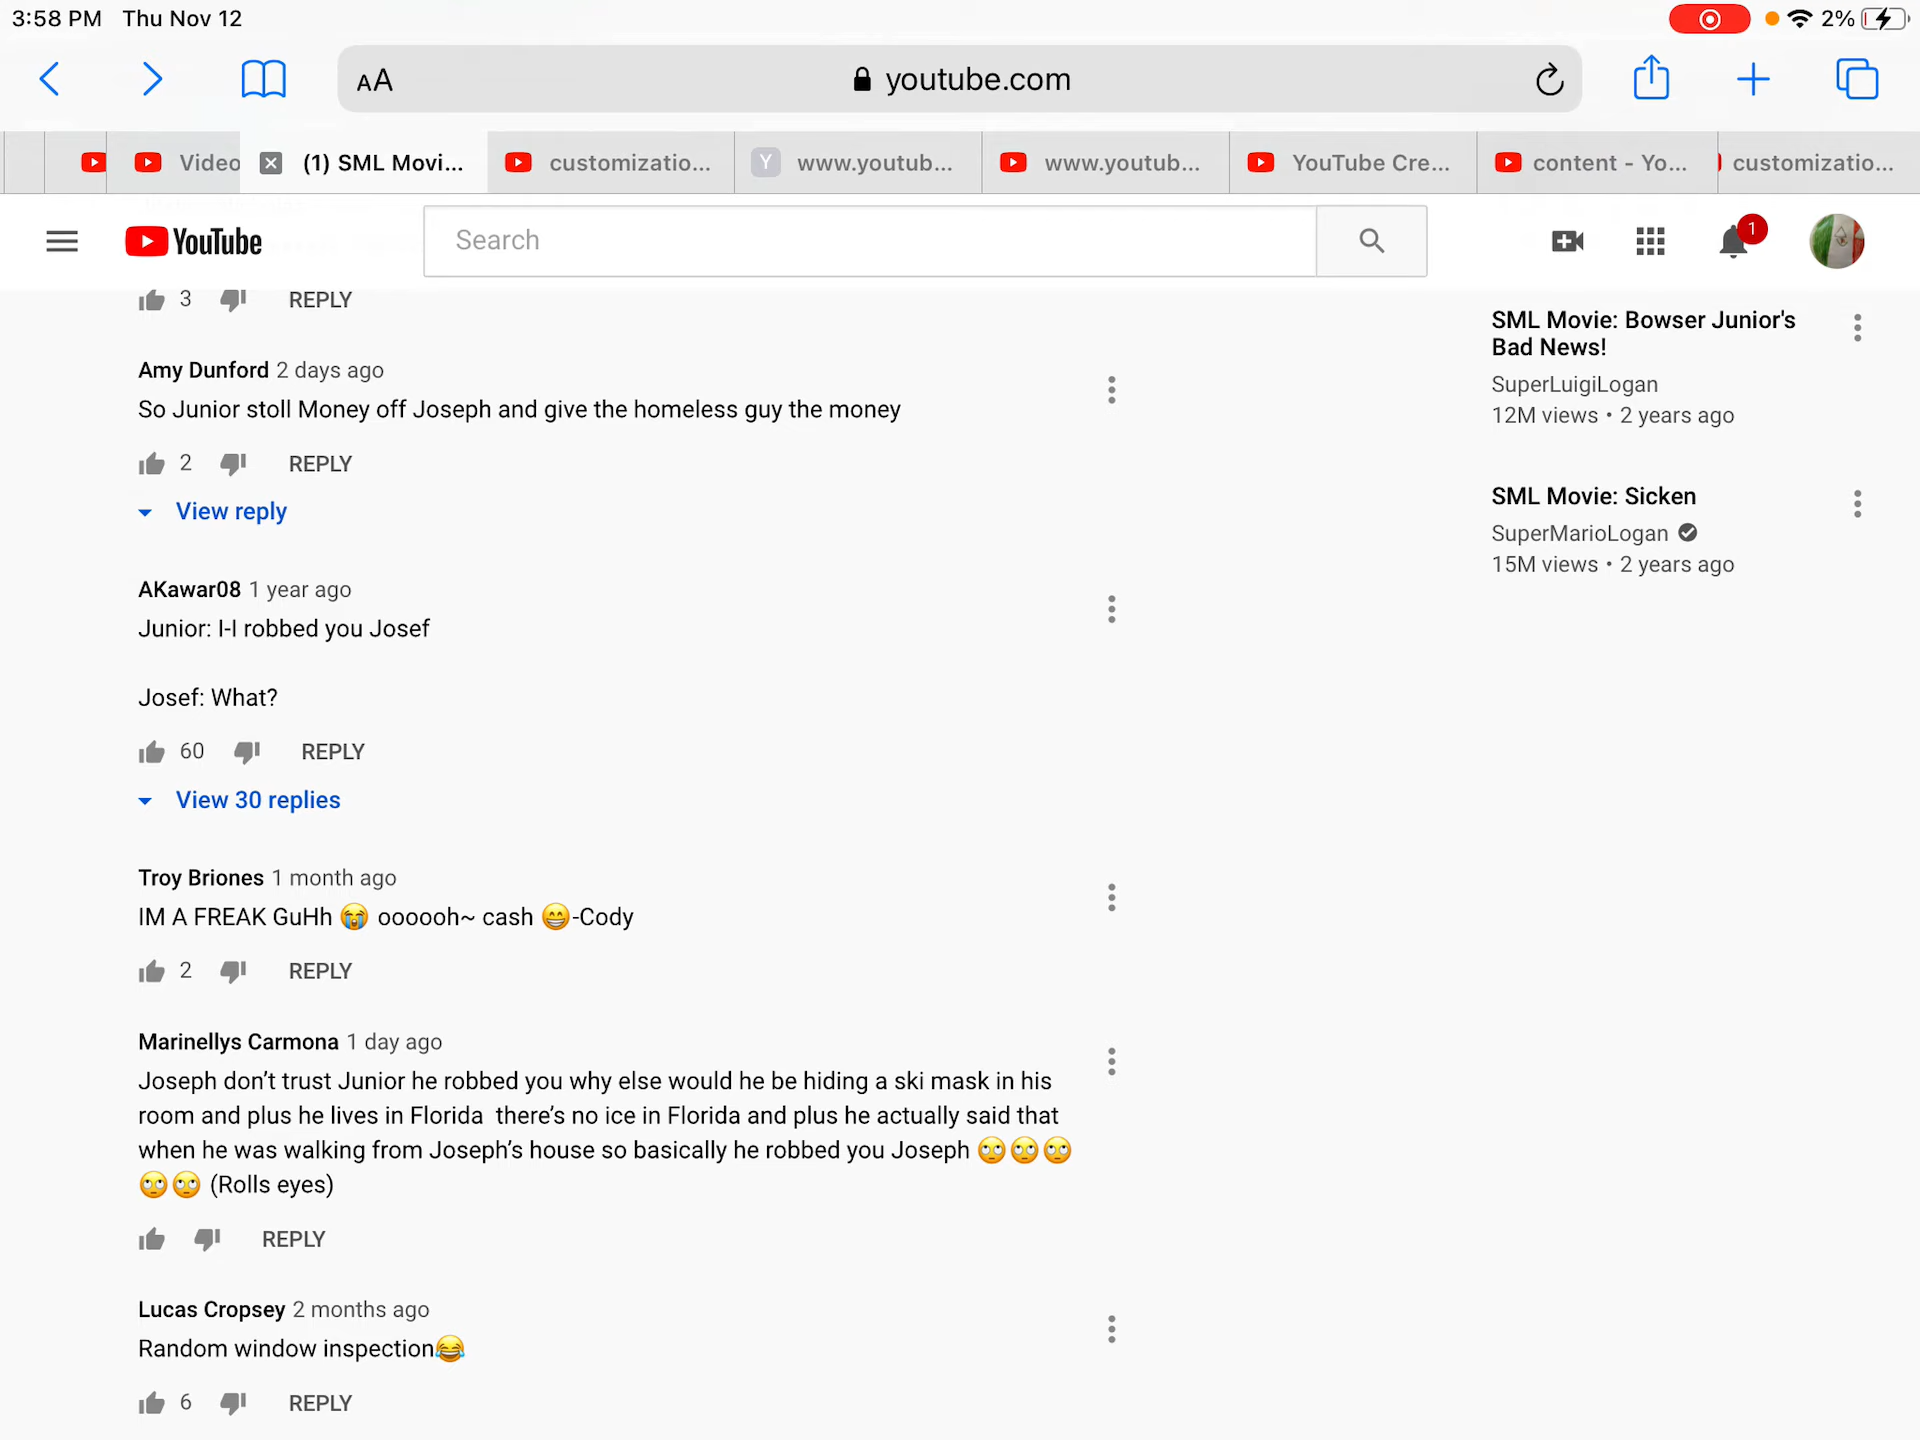 3:58 PM Thu Nov 12
2%
AA
youtube.com
Video
(1) SML Movi...
customizatio...
Y
www.youtub...
www.youtub...
YouTube Cre...
content - Yo...
customizatio...
YouTube
Search
1
3 REPLY
Amy Dunford 2 days ago
So Junior stoll Money off Joseph and give the homeless guy the money
2 REPLY
View reply
AKawar08 1 year ago
Junior: I-I robbed you Josef
Josef: What?
60 REPLY
View 30 replies
Troy Briones 1 month ago
IM A FREAK GuHh 😭 oooooh~ cash 😁-Cody
2 REPLY
Marinellys Carmona 1 day ago
Joseph don’t trust Junior he robbed you why else would he be hiding a ski mask in his
room and plus he lives in Florida there’s no ice in Florida and plus he actually said that
when he was walking from Joseph’s house so basically he robbed you Joseph 🙄🙄🙄
🙄🙄 (Rolls eyes)
REPLY
Lucas Cropsey 2 months ago
Random window inspection😂
6 REPLY
SML Movie: Bowser Junior's
Bad News!
SuperLuigiLogan
12M views • 2 years ago
SML Movie: Sicken
SuperMarioLogan
15M views • 2 years ago